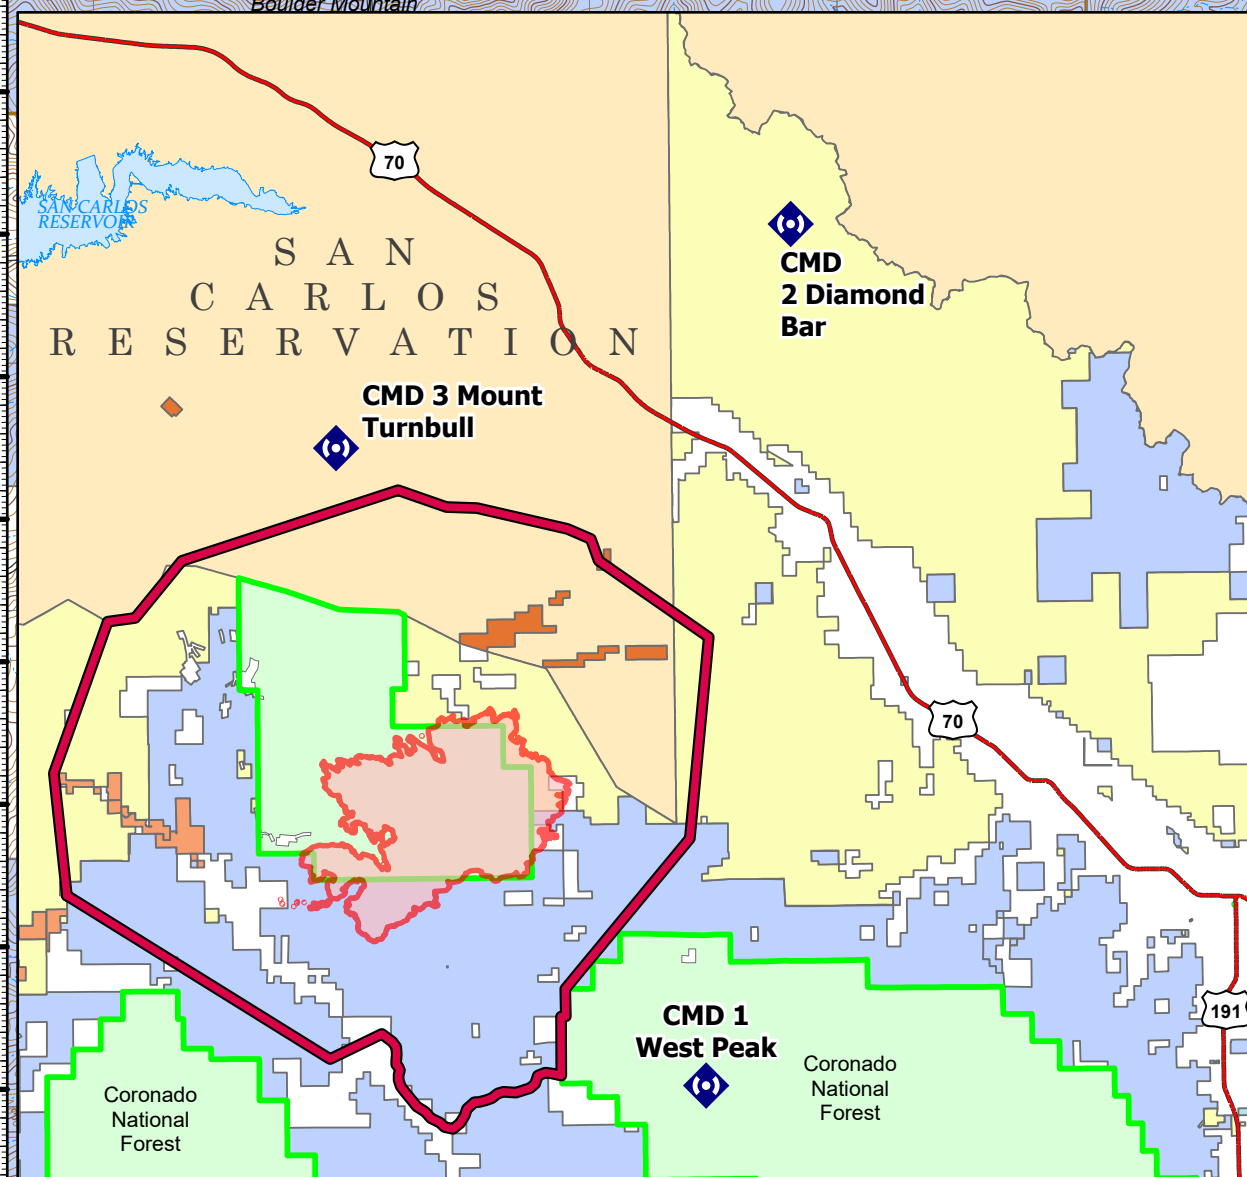 Boulder Mountain
70
SAN CARLOS
RESERVOIR
S A N
C A R L O S
R E S E R V A T I O N
CMD
2 Diamond
Bar
CMD 3 Mount
Turnbull
70
191
CMD 1
West Peak
Coronado
National
Forest
Coronado
National
Forest